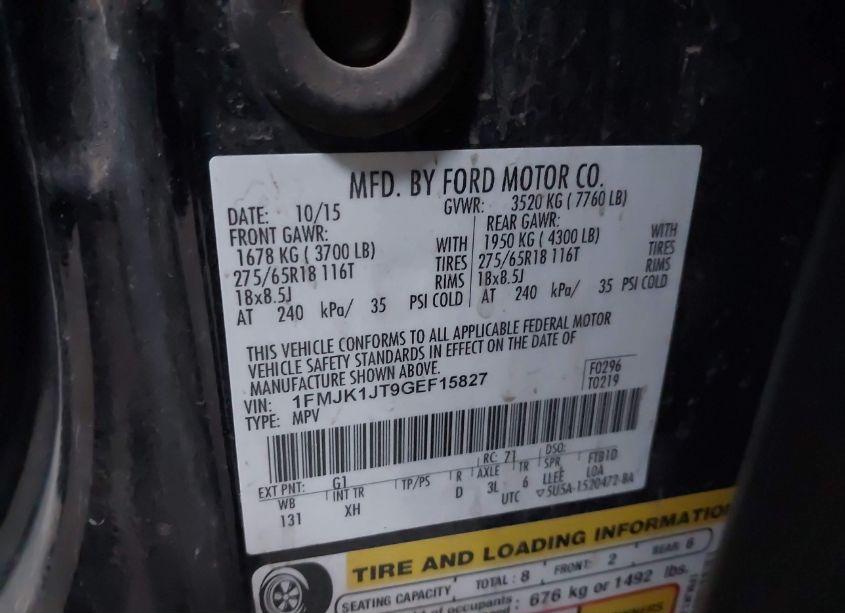 MFD. BY FORD MOTOR CO.
DATE: 10/15 GVWR: 3520 KG ( 7760 LB)
FRONT GAWR: REAR GAWR:
1678 KG ( 3700 LB) WITH 1950 KG ( 4300 LB) WITH
275/65R18 116T TIRES 275/65R18 116T TIRES
18x8.5J RIMS 18x8.5J RIMS
AT 240 kPa/ 35 PSI COLD AT 240 kPa/ 35 PSI COLD
THIS VEHICLE CONFORMS TO ALL APPLICABLE FEDERAL MOTOR
VEHICLE SAFETY STANDARDS IN EFFECT ON THE DATE OF
MANUFACTURE SHOWN ABOVE.
VIN: 1FMJK1JT9GEF15827 F0296
TYPE: MPV T0219
EXT PNT: G1 RC: 71 DSO:
WB INT TR TP/PS R AXLE TR SPR FTB1D
131 XH D 3L 6 LLEE LOA
UTC ▽5U5A-1520472-BA
TIRE AND LOADING INFORMATION
SEATING CAPACITY TOTAL : 8 FRONT: 2 REAR: 6
of occupants : 676 kg or 1492 lbs.